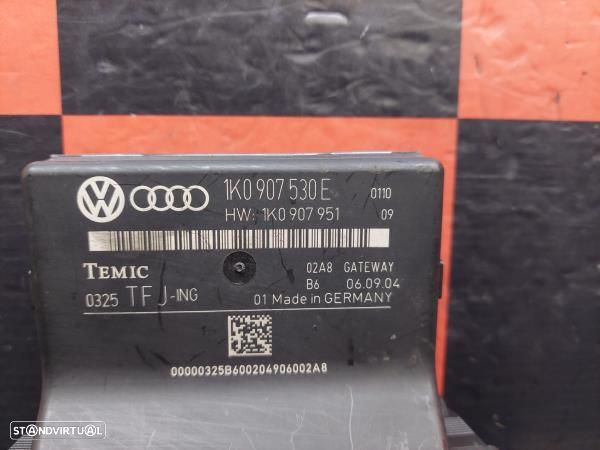 1K0 907 530 E 0110
HW: 1K0 907 951 09
TEMIC 02A8 GATEWAY
B6 06.09.04
0325 TFJ-ING 01 Made in GERMANY
00000325B600204906002A8
STANDVIRTUAL